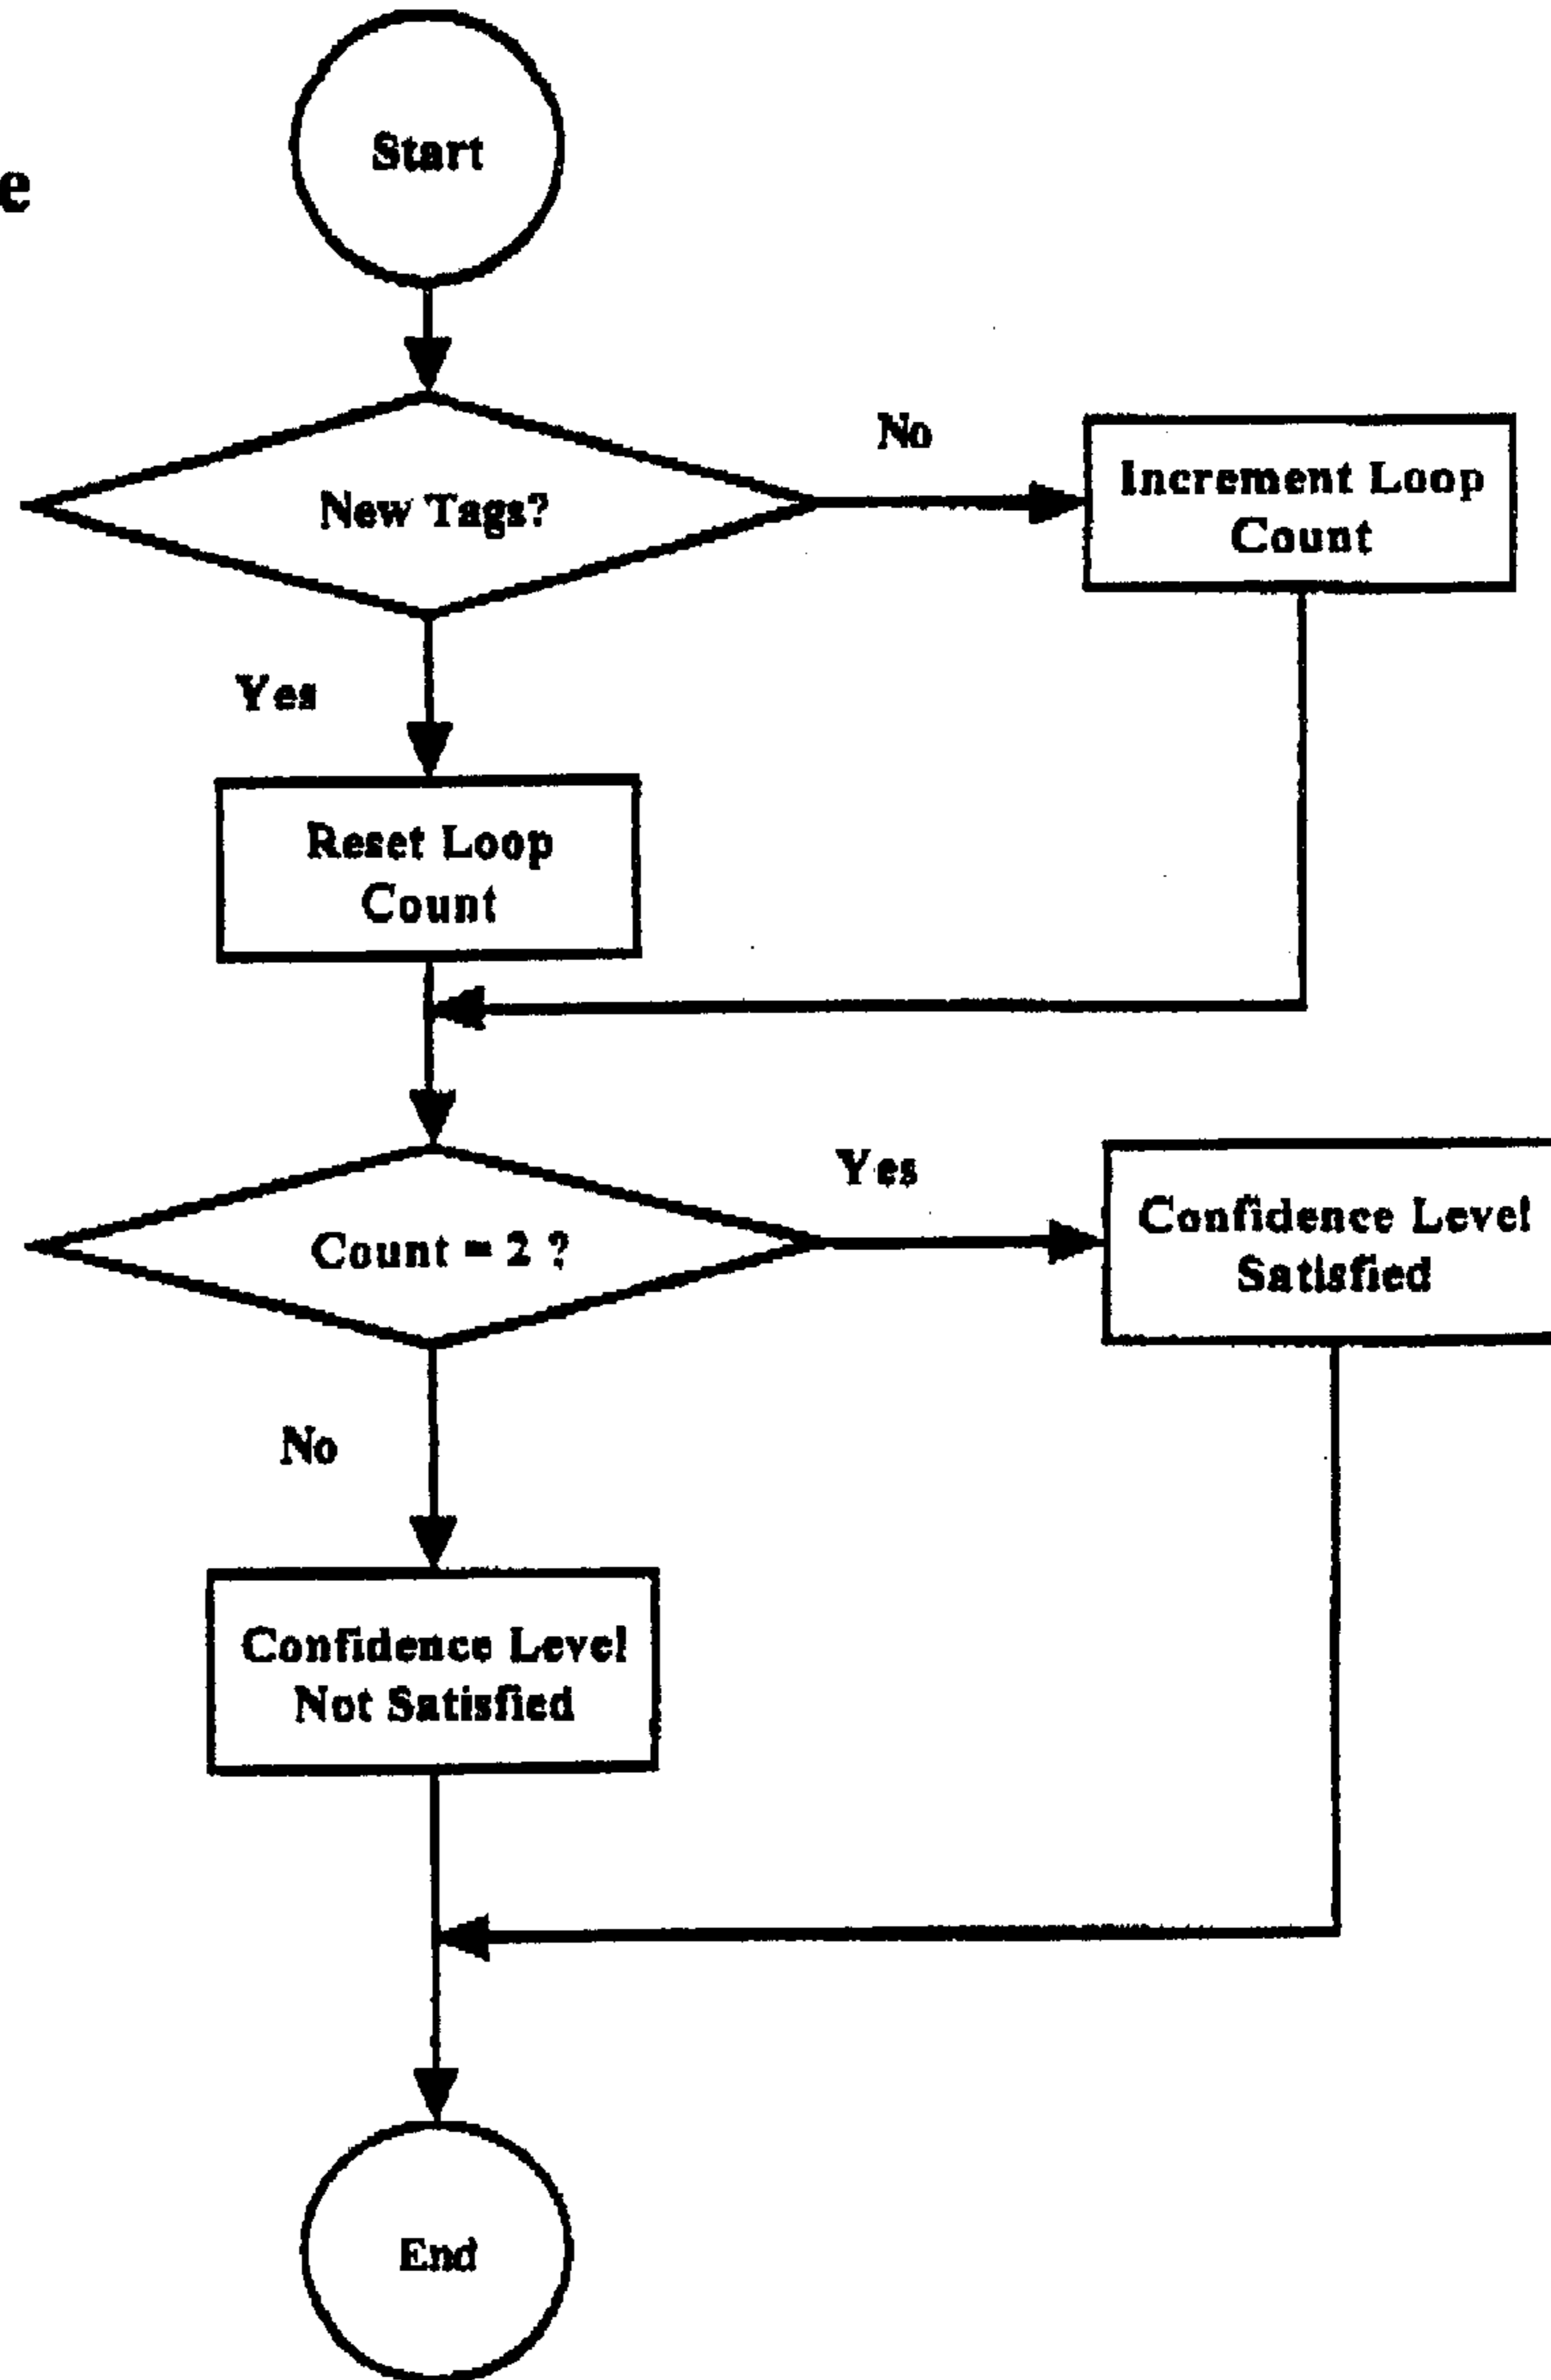 Start
e
New Tags?
No
Increment Loop
Count
Yes
Reset Loop
Count
Count = 2 ?
Yes
Confidence Level
Satisfied
No
Confidence Level
Not Satisfied
End